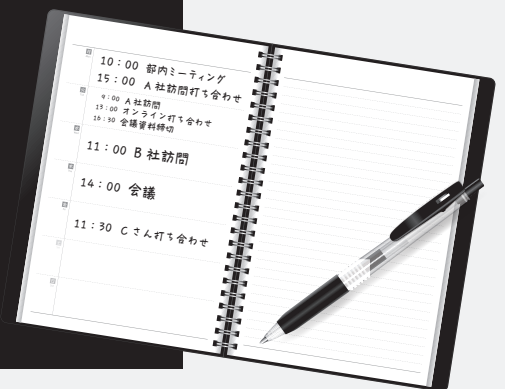 10：00 部内ミーティング
15：00 A社訪問打ち合わせ
9：00 A社訪問
13：00 オンライン打ち合わせ
16：30 会議資料締切
11：00 B社訪問
14：00 会議
11：30 Cさん打ち合わせ